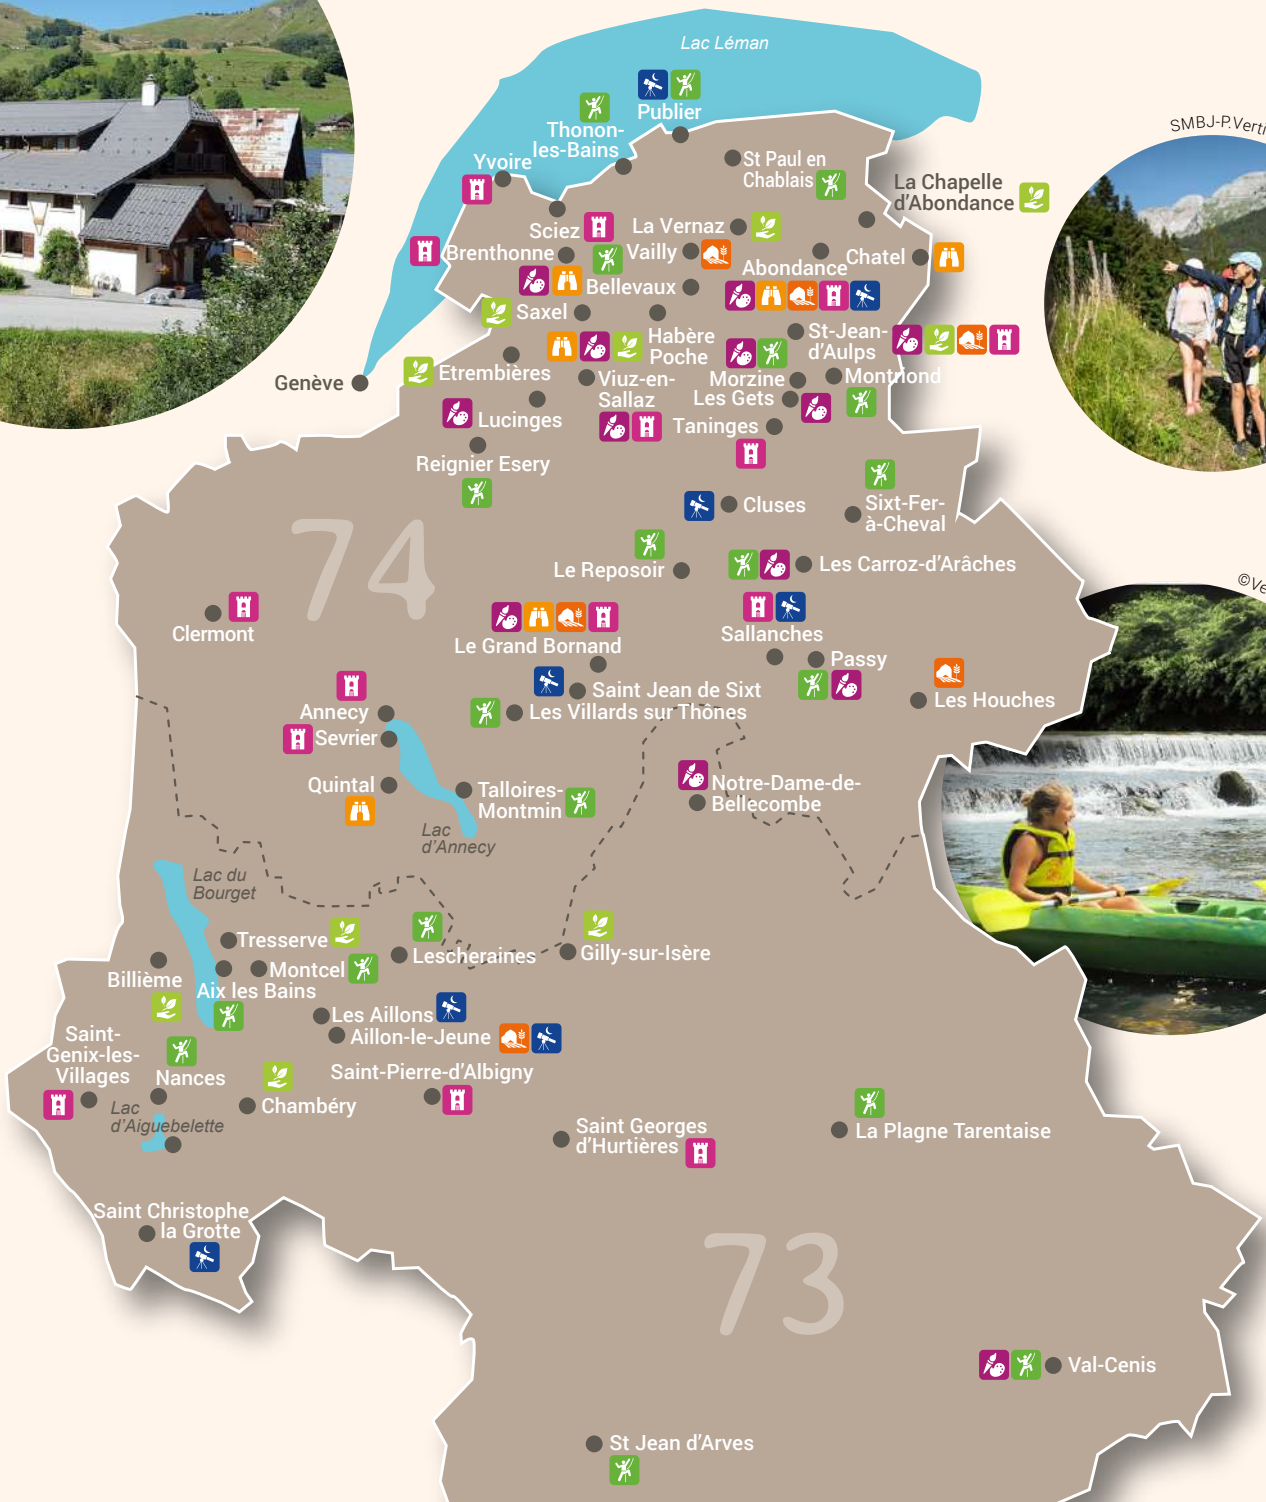 Lac Léman
SMBJ-P.Verti
Publier
Thonon-
les-Bains
Yvoire
St Paul en
Chablais
La Chapelle
d'Abondance
Sciez
La Vernaz
Brenthonne
Vailly
Chatel
Abondance
Bellevaux
Saxel
Habère
Poche
St-Jean-
d'Aulps
Genève
Etrembières
Viuz-en-
Sallaz
Morzine
Montriond
Les Gets
Lucinges
Taninges
Reignier Esery
Cluses
Sixt-Fer-
à-Cheval
74
Le Reposoir
Les Carroz-d'Arâches
©Ve
Clermont
Le Grand Bornand
Sallanches
Passy
Saint Jean de Sixt
Les Houches
Annecy
Les Villards sur Thônes
Sevrier
Quintal
Talloires-
Montmin
Notre-Dame-de-
Bellecombe
Lac
d'Annecy
Lac du
Bourget
Tresserve
Lescheraines
Gilly-sur-Isère
Billième
Montcel
Aix les Bains
Les Aillons
Aillon-le-Jeune
Saint-
Genix-les-
Villages
Nances
Saint-Pierre-d'Albigny
Chambéry
Lac
d'Aiguebelette
Saint Georges
d'Hurtières
La Plagne Tarentaise
Saint Christophe
la Grotte
73
Val-Cenis
St Jean d'Arves